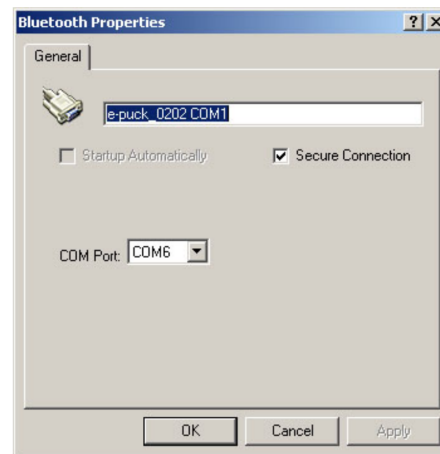 Bluetooth Properties
General
e-puck_0202 COM1
Startup Automatically
Secure Connection
COM Port: COM6
OK Cancel Apply